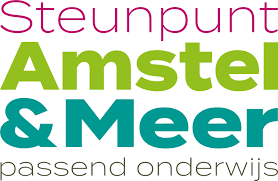 Steunpunt
Amstel
&Meer
passend onderwijs